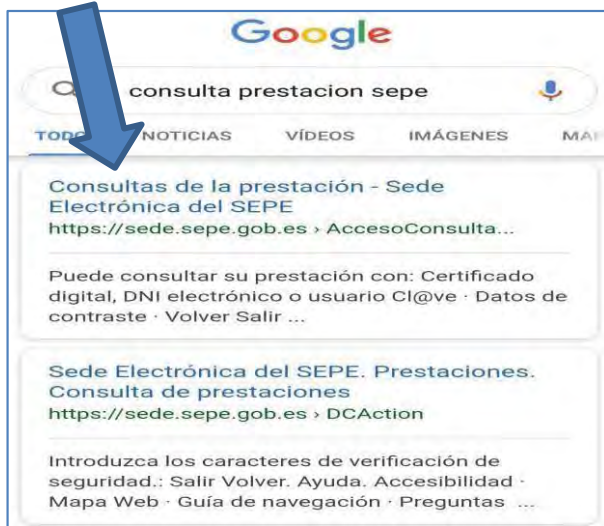 Google
consulta prestacion sepe
NOTICIAS VÍDEOS IMÁGENES
Consultas de la prestación - Sede
Electrónica del SEPE
https://sede.sepe.gob.es › AccesoConsulta...
Puede consultar su prestación con: Certificado
digital, DNI electrónico o usuario Cl@ve · Datos de
contraste · Volver Salir ...
Sede Electrónica del SEPE. Prestaciones.
Consulta de prestaciones
https://sede.sepe.gob.es › DCAction
Introduzca los caracteres de verificación de
seguridad.: Salir Volver. Ayuda. Accesibilidad ·
Mapa Web · Guía de navegación · Preguntas ...